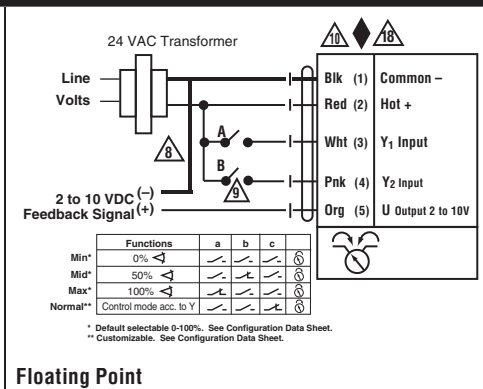 24 VAC Transformer
10 18
Line
Volts
Blk (1) Common –
Red (2) Hot +
A
Wht (3) Y1 Input
8
B
9
Pnk (4) Y2 Input
2 to 10 VDC (–)
Feedback Signal (+)
Org (5) U Output 2 to 10V
Functions a b c
Min* 0%
Mid* 50%
Max* 100%
Normal** Control mode acc. to Y
* Default selectable 0-100%. See Configuration Data Sheet.
** Customizable. See Configuration Data Sheet.
Floating Point